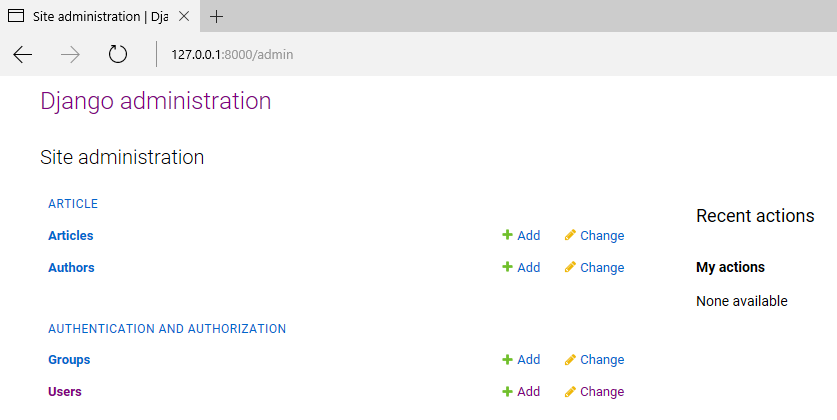 Site administration | Dja
127.0.0.1:8000/admin
Django administration
Site administration
ARTICLE
Articles + Add Change
Authors + Add Change
AUTHENTICATION AND AUTHORIZATION
Groups + Add Change
Users + Add Change
Recent actions
My actions
None available